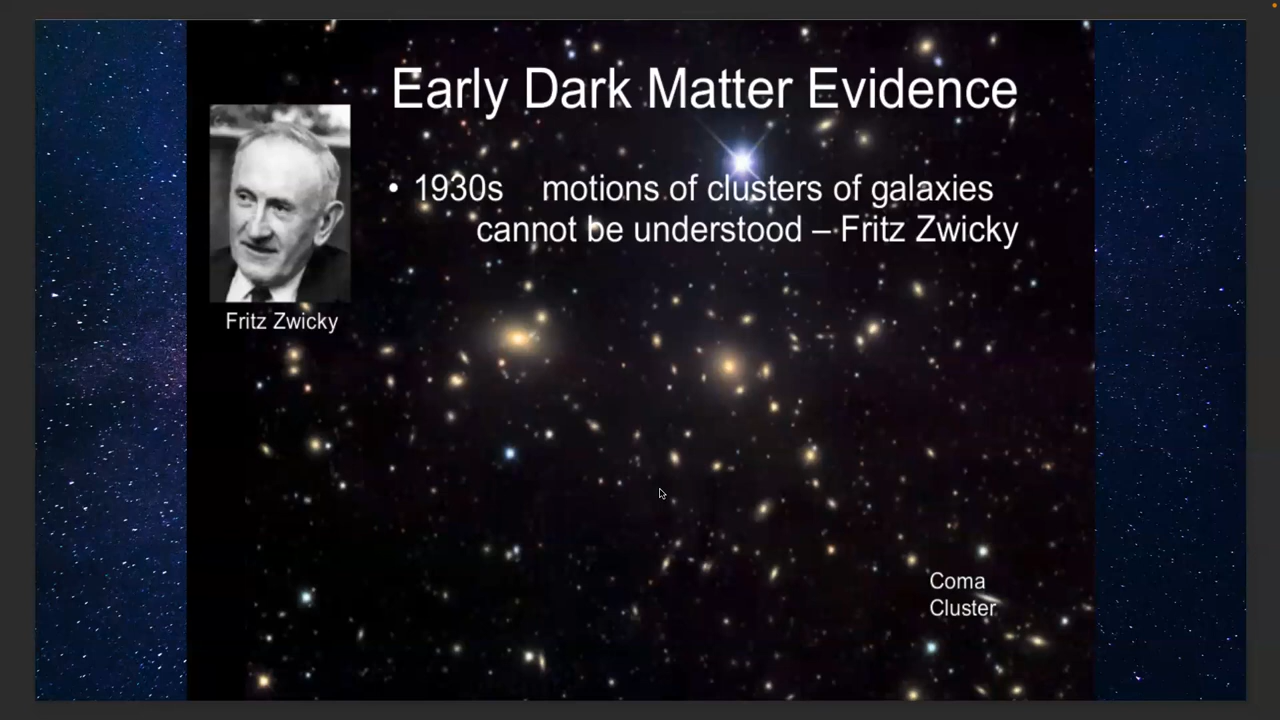 Early Dark Matter Evidence
• 1930s motions of clusters of galaxies
cannot be understood – Fritz Zwicky
Fritz Zwicky
Coma
Cluster